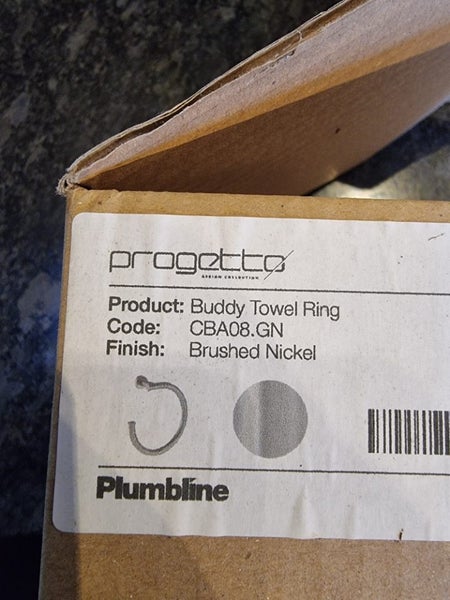 progetto
DESIGN COLLECTION
Product: Buddy Towel Ring
Code: CBA08.GN
Finish: Brushed Nickel
Plumbline